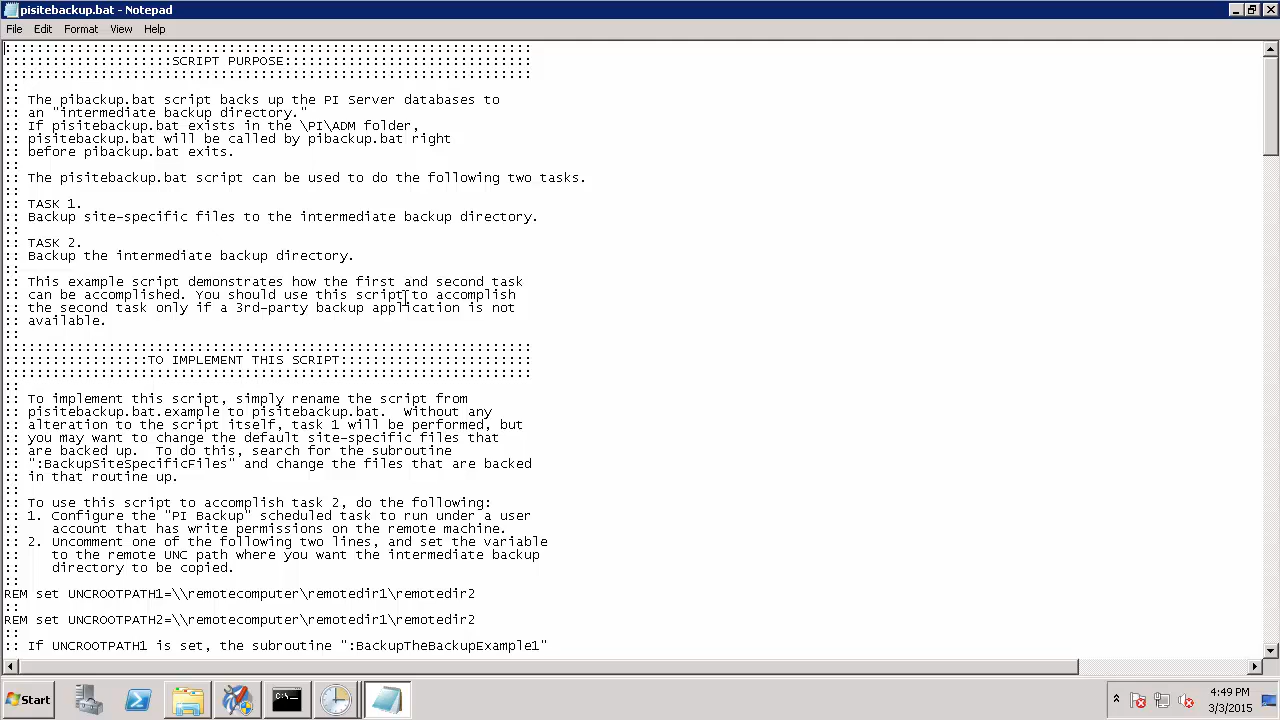 pisitebackup.bat - Notepad
File Edit Format View Help
:::::::::::::::::::::::::::::::::::::::::::::::::::::::::::::::::::
:::::::::::::::::::::SCRIPT PURPOSE::::::::::::::::::::::::::::::::
:::::::::::::::::::::::::::::::::::::::::::::::::::::::::::::::::::
::
:: The pibackup.bat script backs up the PI Server databases to
:: an "intermediate backup directory."
:: If pisitebackup.bat exists in the \PI\ADM folder,
:: pisitebackup.bat will be called by pibackup.bat right
:: before pibackup.bat exits.
::
:: The pisitebackup.bat script can be used to do the following two tasks.
::
:: TASK 1.
:: Backup site-specific files to the intermediate backup directory.
::
:: TASK 2.
:: Backup the intermediate backup directory.
::
:: This example script demonstrates how the first and second task
:: can be accomplished. You should use this script to accomplish
:: the second task only if a 3rd-party backup application is not
:: available.
::
:::::::::::::::::::::::::::::::::::::::::::::::::::::::::::::::::::
::::::::::::::::::TO IMPLEMENT THIS SCRIPT:::::::::::::::::::::::::
:::::::::::::::::::::::::::::::::::::::::::::::::::::::::::::::::::
::
:: To implement this script, simply rename the script from
:: pisitebackup.bat.example to pisitebackup.bat.  Without any
:: alteration to the script itself, task 1 will be performed, but
:: you may want to change the default site-specific files that
:: are backed up.  To do this, search for the subroutine
:: ":BackupSiteSpecificFiles" and change the files that are backed
:: in that routine up.
::
:: To use this script to accomplish task 2, do the following:
:: 1. Configure the "PI Backup" scheduled task to run under a user
::    account that has write permissions on the remote machine.
:: 2. Uncomment one of the following two lines, and set the variable
::    to the remote UNC path where you want the intermediate backup
::    directory to be copied.
::
REM set UNCROOTPATH1=\\remotecomputer\remotedir1\remotedir2
::
REM set UNCROOTPATH2=\\remotecomputer\remotedir1\remotedir2
::
:: If UNCROOTPATH1 is set, the subroutine ":BackupTheBackupExample1"
Start
4:49 PM
3/3/2015